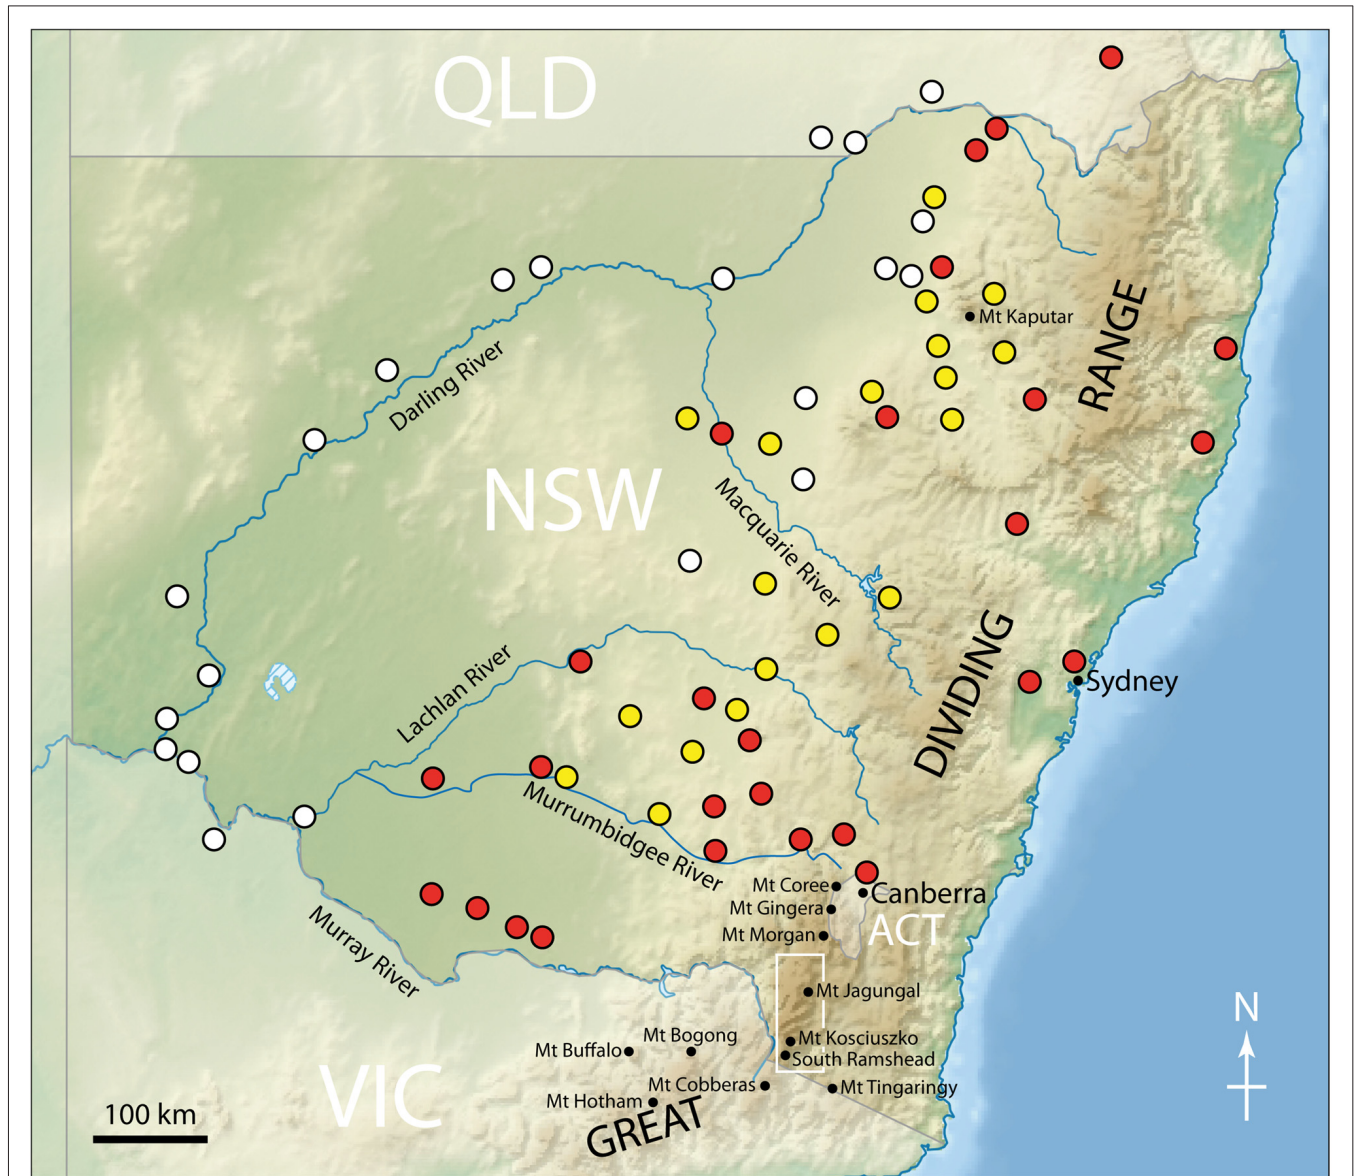 QLD
Mt Kaputar
RANGE
Darling River
NSW
Macquarie River
DIVIDING
Lachlan River
Sydney
Murrumbidgee River
Mt Coree
Canberra
Mt Gingera
ACT
Mt Morgan
Murray River
Mt Jagungal
N
Mt Bogong
Mt Kosciuszko
Mt Buffalo
South Ramshead
Mt Cobberas
Mt Tingaringy
VIC
Mt Hotham
100 km
GREAT